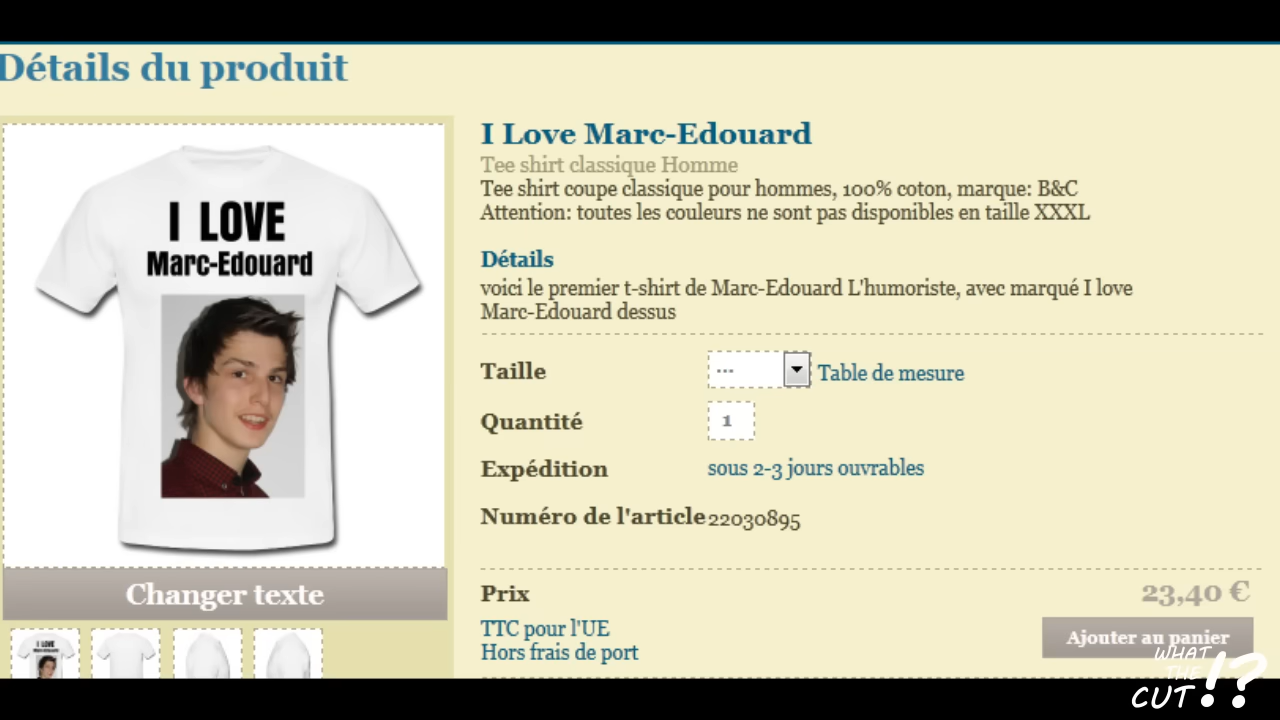 Détails du produit
I LOVE
Marc-Edouard
Changer texte
I LOVE
Marc-Edouard
I Love Marc-Edouard
Tee shirt classique Homme
Tee shirt coupe classique pour hommes, 100% coton, marque: B&C
Attention: toutes les couleurs ne sont pas disponibles en taille XXXL
Détails
voici le premier t-shirt de Marc-Edouard L'humoriste, avec marqué I love
Marc-Edouard dessus
Taille --- Table de mesure
Quantité 1
Expédition sous 2-3 jours ouvrables
Numéro de l'article 22030895
Prix 23,40 €
TTC pour l'UE
Hors frais de port
Ajouter au panier
WHAT
THE
CUT !?